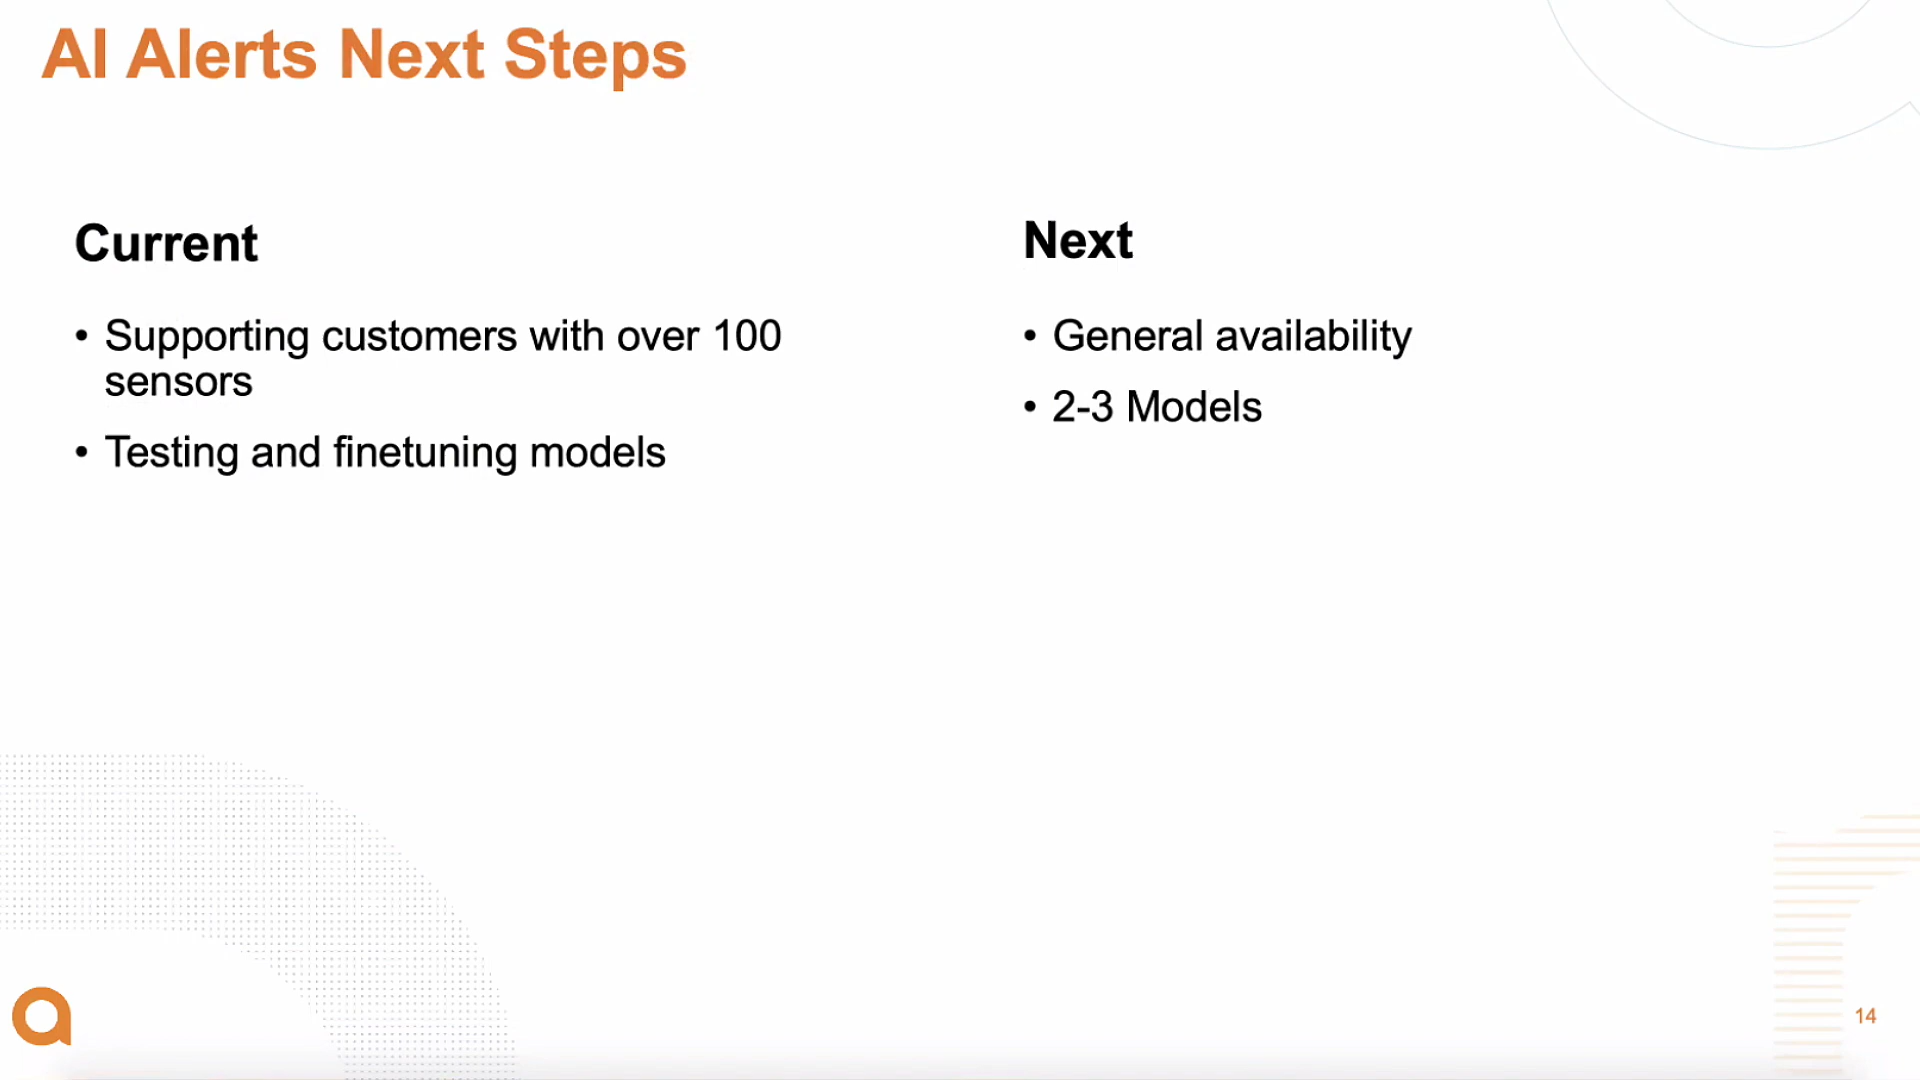 AI Alerts Next Steps
Current
• Supporting customers with over 100
sensors
• Testing and finetuning models
Next
• General availability
• 2-3 Models
14